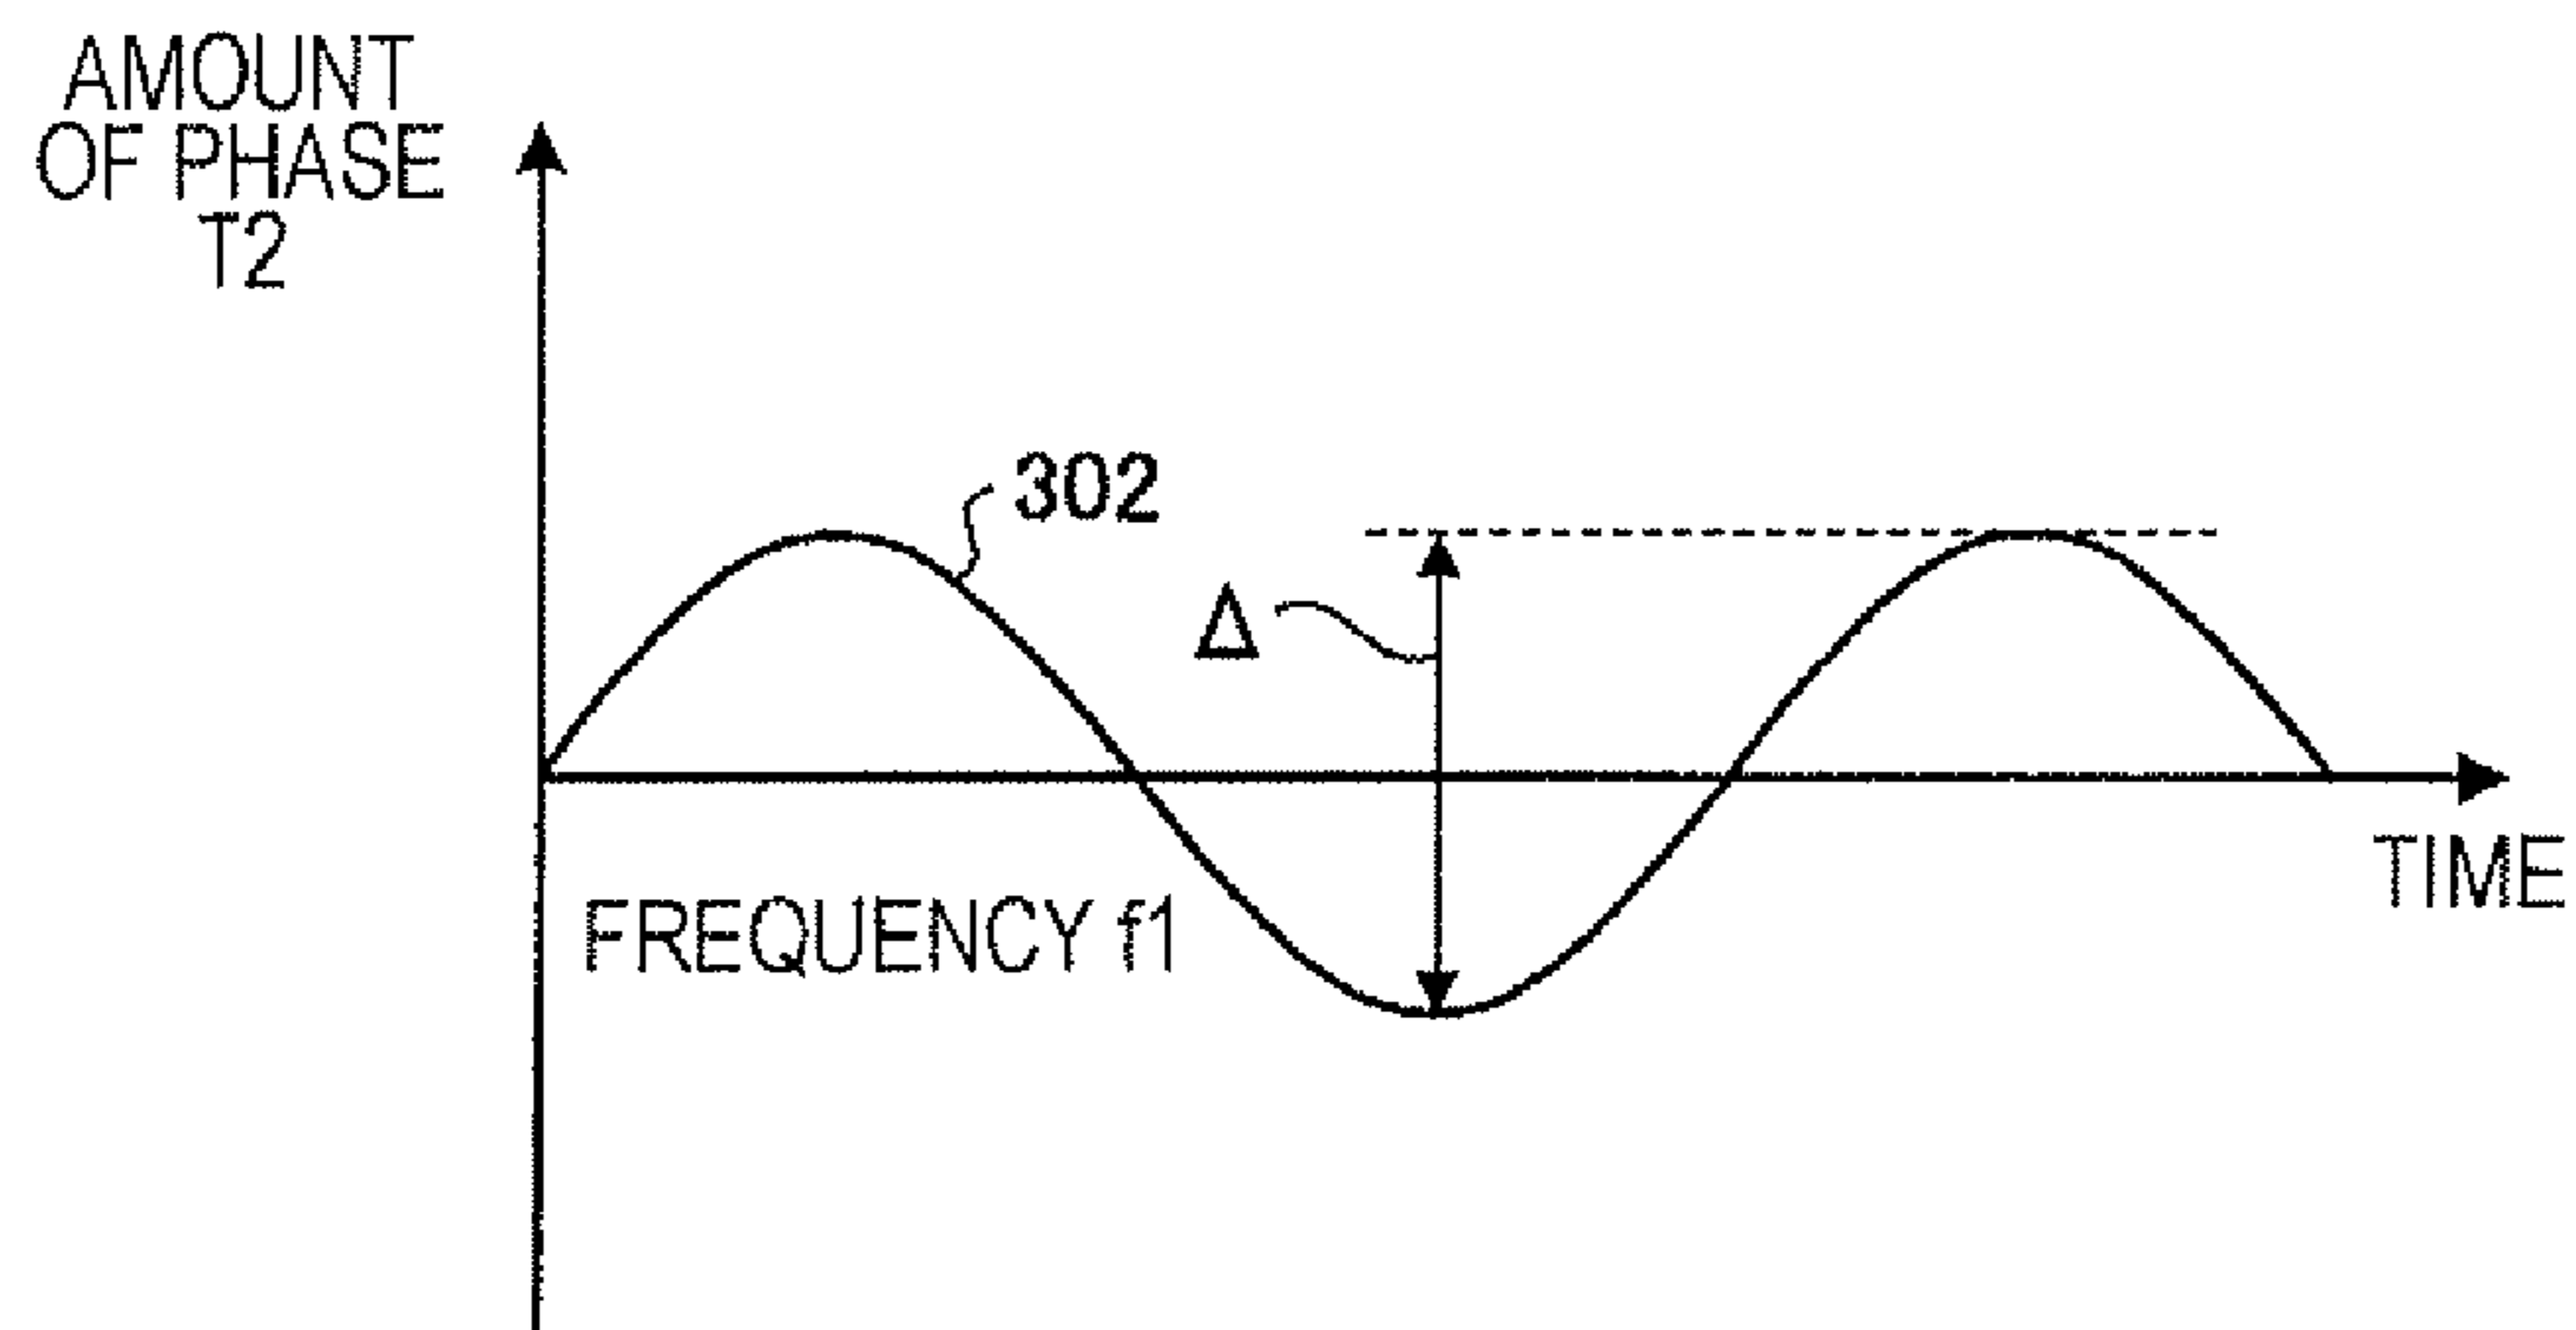 AMOUNT
OF PHASE
T2
302
Δ
TIME
FREQUENCY f1